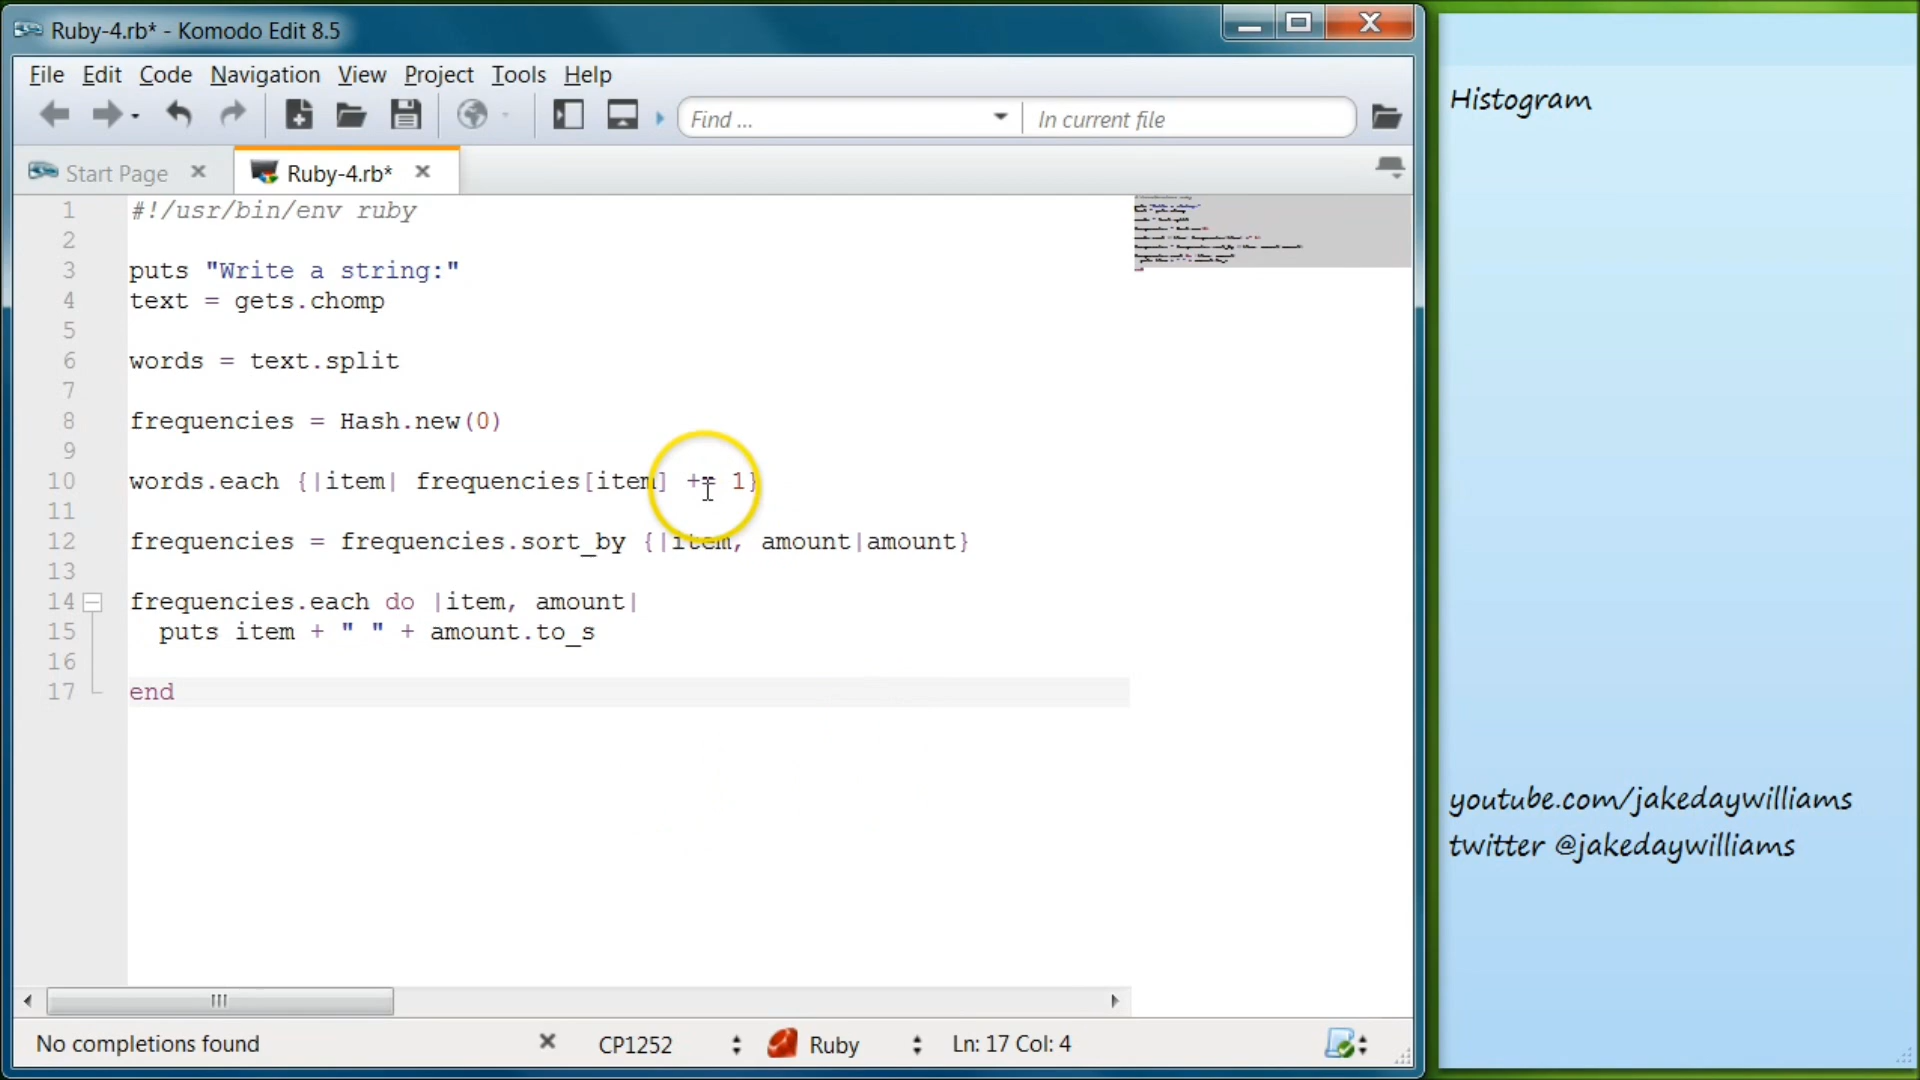 Ruby-4.rb* - Komodo Edit 8.5
File Edit Code Navigation View Project Tools Help
Find ... In current file
Start Page Ruby-4.rb*
1 #!/usr/bin/env ruby
2
3 puts "Write a string:"
4 text = gets.chomp
5
6 words = text.split
7
8 frequencies = Hash.new(0)
9
10 words.each {|item| frequencies[item] += 1}
11
12 frequencies = frequencies.sort_by {|item, amount|amount}
13
14 frequencies.each do |item, amount|
15 puts item + " " + amount.to_s
16
17 end
No completions found CP1252 Ruby Ln: 17 Col: 4
Histogram
youtube.com/jakedaywilliams
twitter @jakedaywilliams